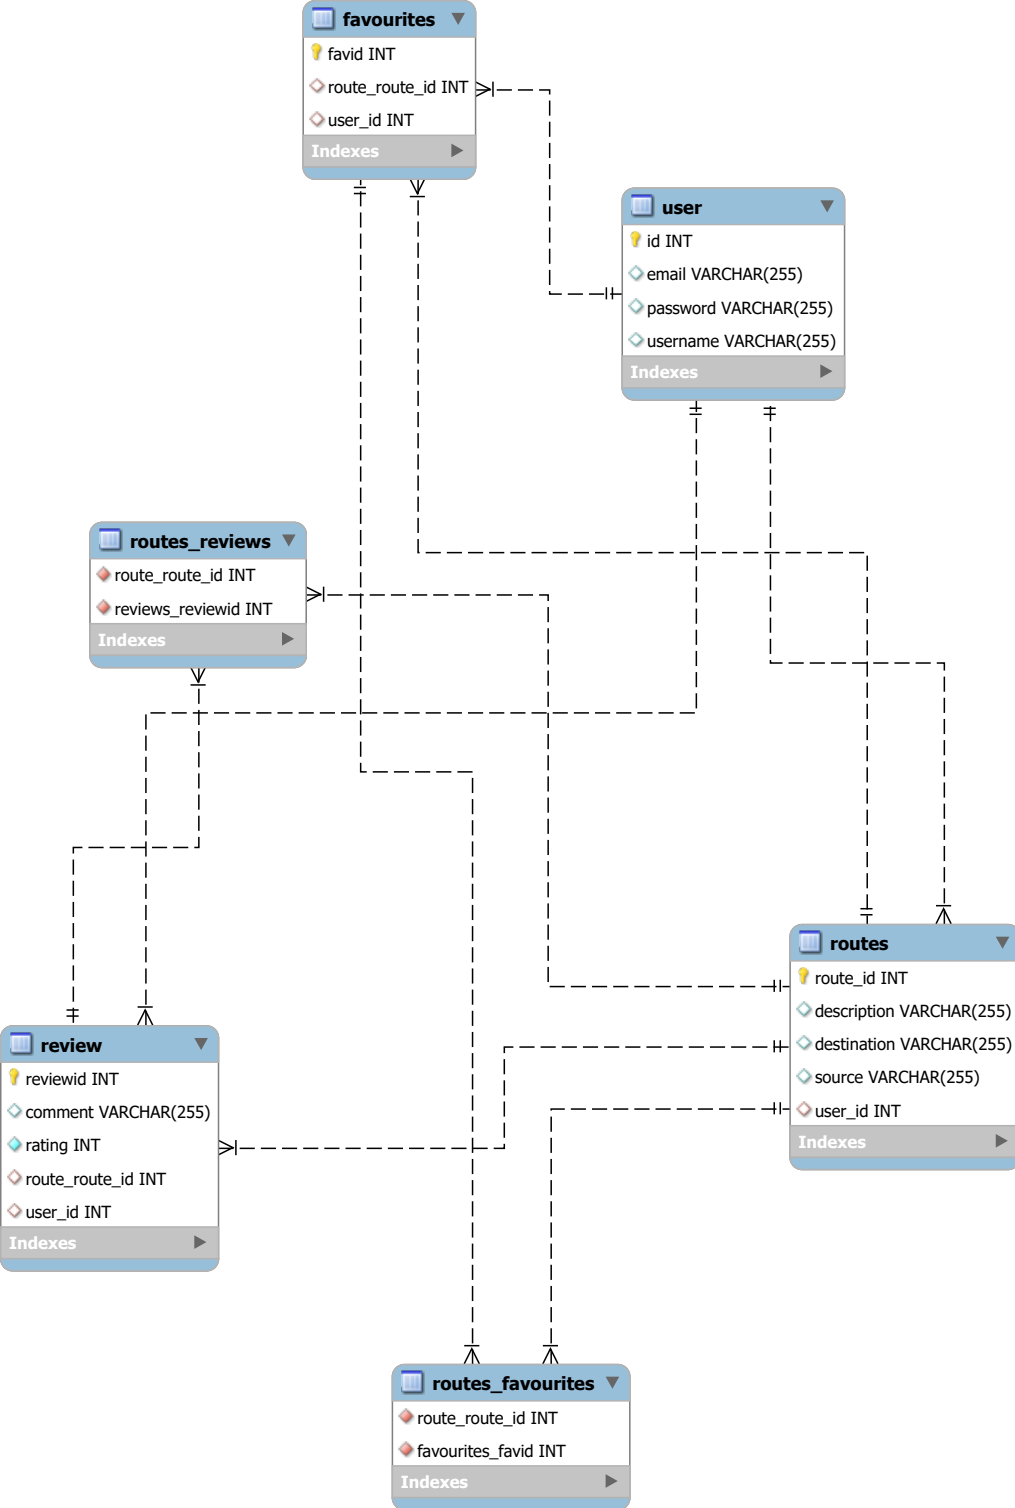 favourites
favid INT
route_route_id INT
user_id INT
Indexes
user
id INT
email VARCHAR(255)
password VARCHAR(255)
username VARCHAR(255)
Indexes
routes_reviews
route_route_id INT
reviews_reviewid INT
Indexes
routes
route_id INT
description VARCHAR(255)
destination VARCHAR(255)
source VARCHAR(255)
user_id INT
Indexes
review
reviewid INT
comment VARCHAR(255)
rating INT
route_route_id INT
user_id INT
Indexes
routes_favourites
route_route_id INT
favourites_favid INT
Indexes